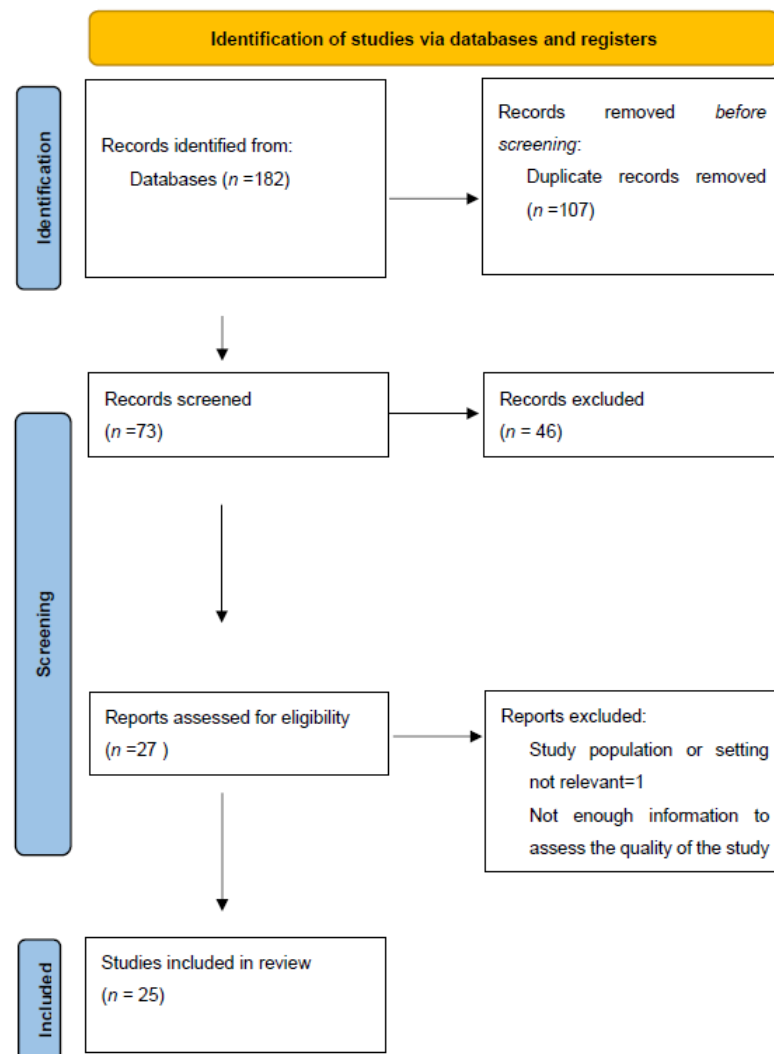 Identification of studies via databases and registers
Identification
Records identified from:
Databases (n =182)
Records removed before
screening:
Duplicate records removed
(n =107)
Screening
Records screened
(n =73)
Records excluded
(n = 46)
Reports assessed for eligibility
(n =27 )
Reports excluded:
Study population or setting
not relevant=1
Not enough information to
assess the quality of the study
Included
Studies included in review
(n = 25)